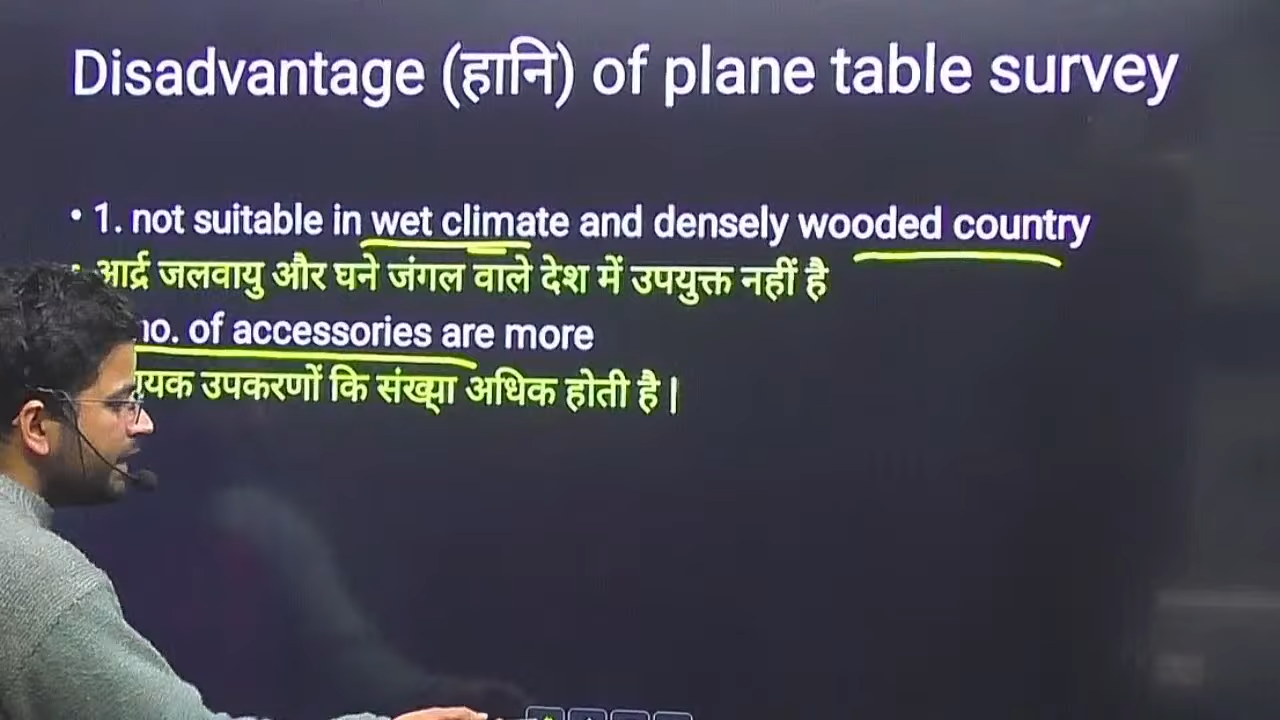 Disadvantage (हानि) of plane table survey
• 1. not suitable in wet climate and densely wooded country
आर्द्र जलवायु और घने जंगल वाले देश में उपयुक्त नहीं है
no. of accessories are more
उपकरणों कि संख्या अधिक होती है |